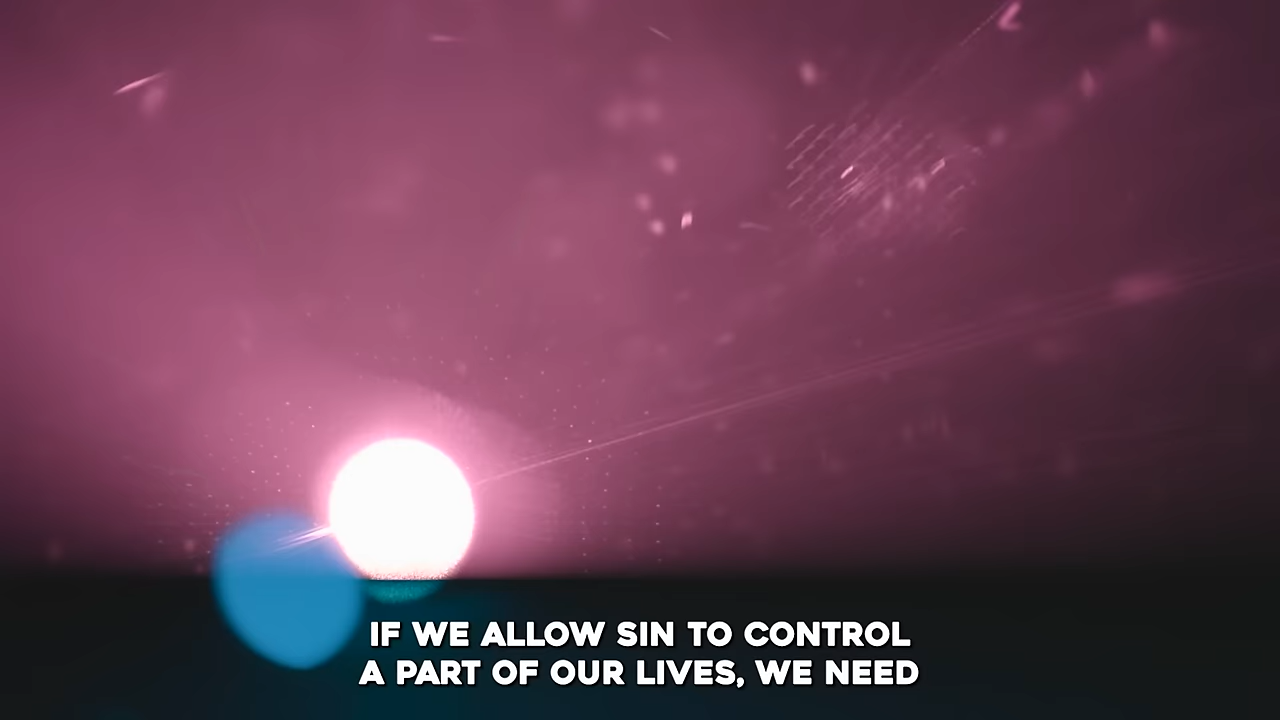 IF WE ALLOW SIN TO CONTROL
A PART OF OUR LIVES, WE NEED